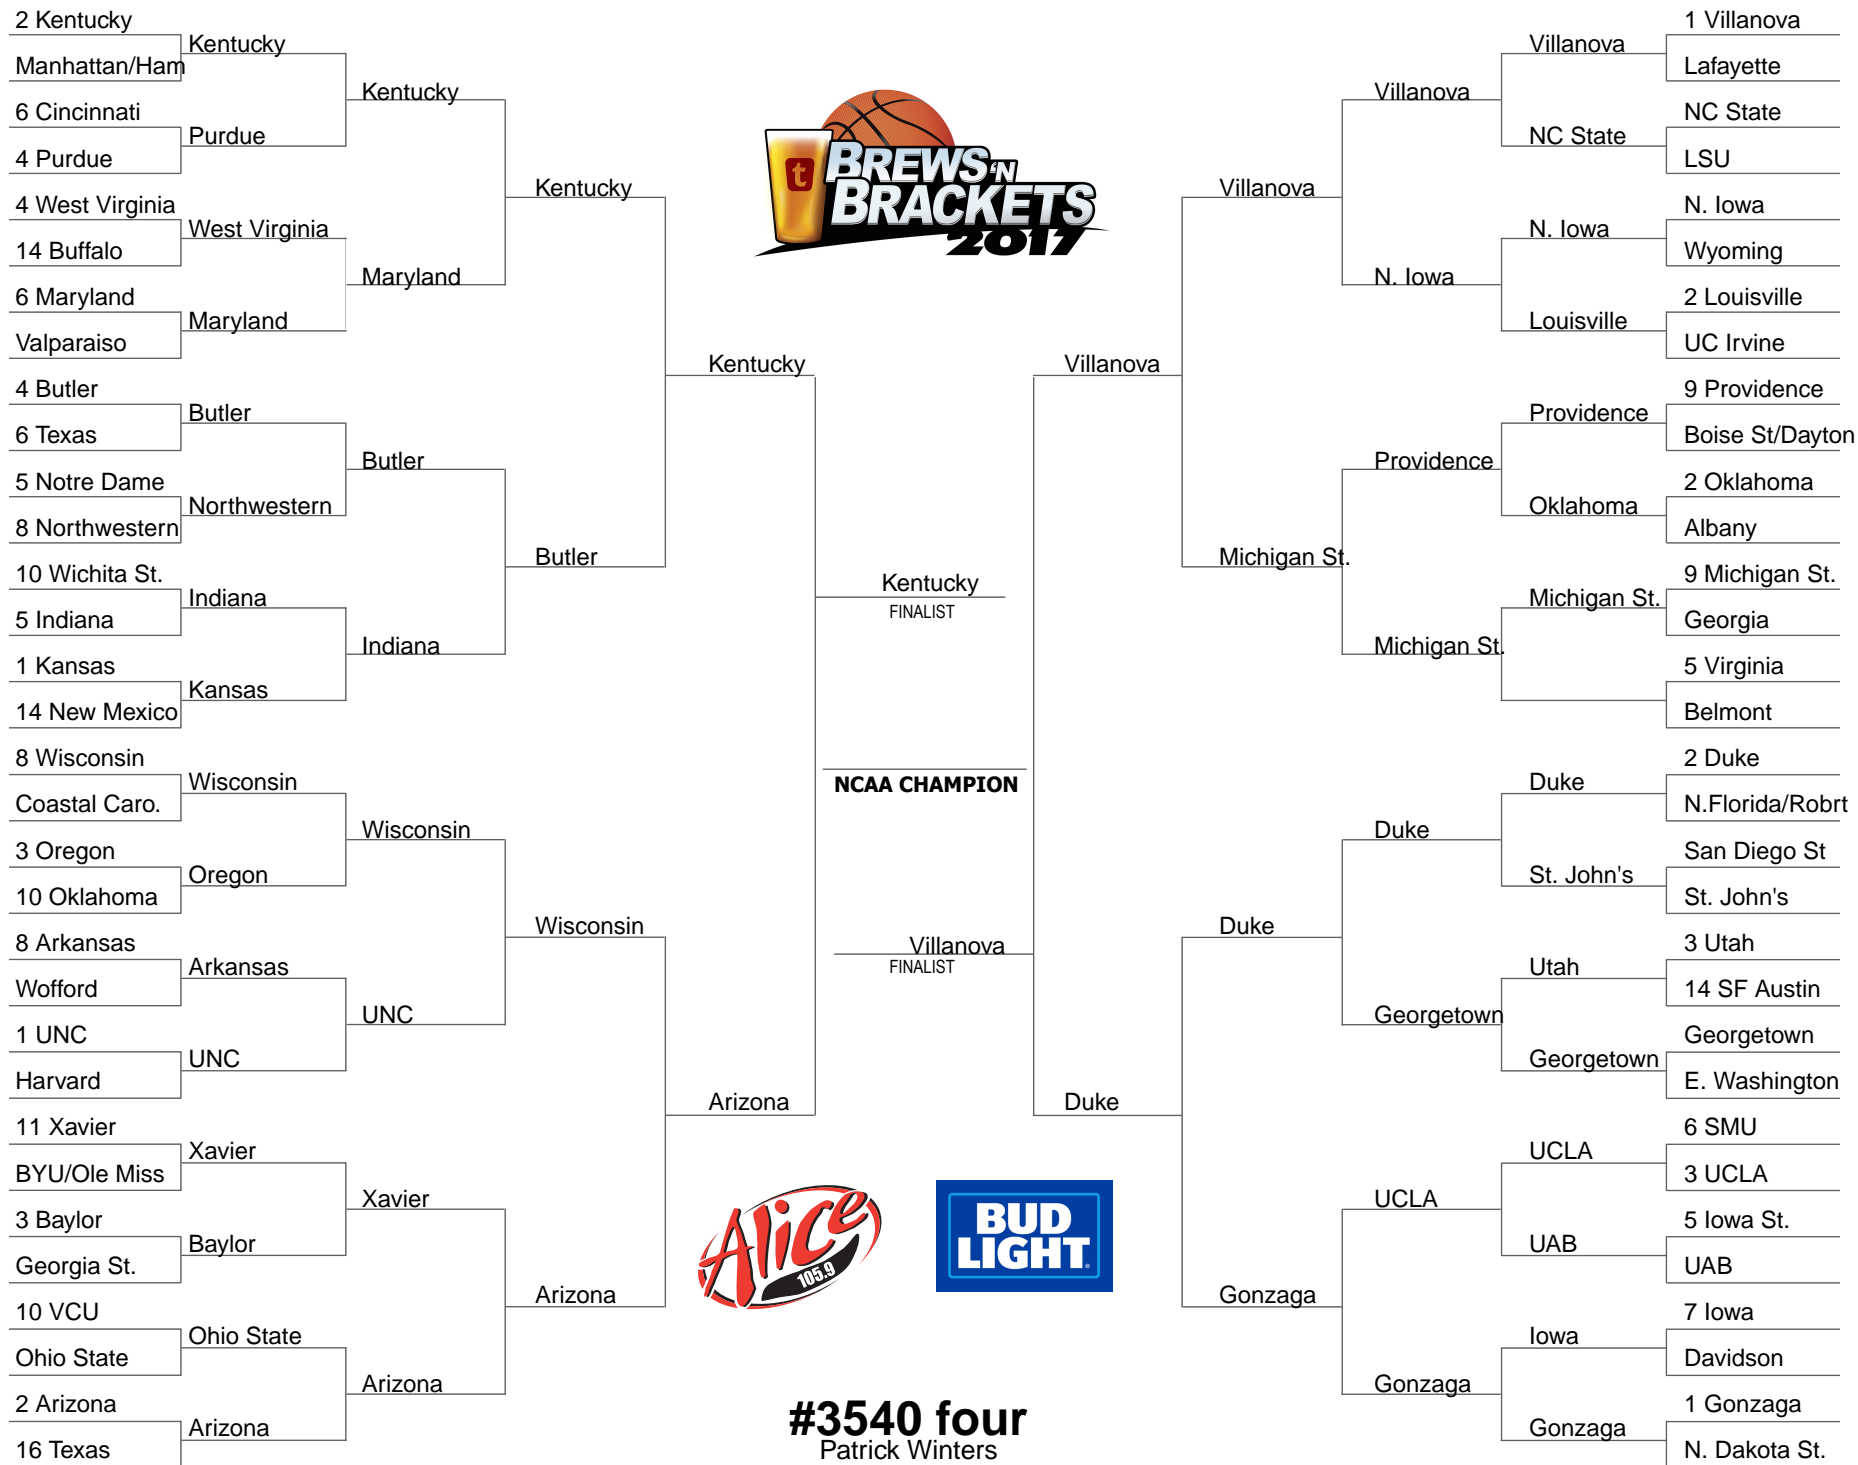 2 Kentucky
Manhattan/Ham
6 Cincinnati
4 Purdue
4 West Virginia
14 Buffalo
6 Maryland
Valparaiso
4 Butler
6 Texas
5 Notre Dame
8 Northwestern
10 Wichita St.
5 Indiana
1 Kansas
14 New Mexico
8 Wisconsin
Coastal Caro.
3 Oregon
10 Oklahoma
8 Arkansas
Wofford
1 UNC
Harvard
11 Xavier
BYU/Ole Miss
3 Baylor
Georgia St.
10 VCU
Ohio State
2 Arizona
16 Texas
Kentucky
Purdue
West Virginia
Maryland
Butler
Northwestern
Indiana
Kansas
Wisconsin
Oregon
Arkansas
UNC
Xavier
Baylor
Ohio State
Arizona
Kentucky
Maryland
Butler
Indiana
Wisconsin
UNC
Xavier
Arizona
Kentucky
Butler
Wisconsin
Arizona
Kentucky
Arizona
t
BREWS 'N
BRACKETS
2017
Kentucky
FINALIST
NCAA CHAMPION
Villanova
FINALIST
Alice
105.9
BUD
LIGHT
#3540 four
Patrick Winters
Villanova
Duke
Villanova
Michigan St.
Duke
Gonzaga
Villanova
N. Iowa
Providence
Michigan St.
Duke
Georgetown
UCLA
Gonzaga
Villanova
NC State
N. Iowa
Louisville
Providence
Oklahoma
Michigan St.
Duke
St. John's
Utah
Georgetown
UCLA
UAB
Iowa
Gonzaga
1 Villanova
Lafayette
NC State
LSU
N. Iowa
Wyoming
2 Louisville
UC Irvine
9 Providence
Boise St/Dayton
2 Oklahoma
Albany
9 Michigan St.
Georgia
5 Virginia
Belmont
2 Duke
N.Florida/Robrt
San Diego St
St. John's
3 Utah
14 SF Austin
Georgetown
E. Washington
6 SMU
3 UCLA
5 Iowa St.
UAB
7 Iowa
Davidson
1 Gonzaga
N. Dakota St.